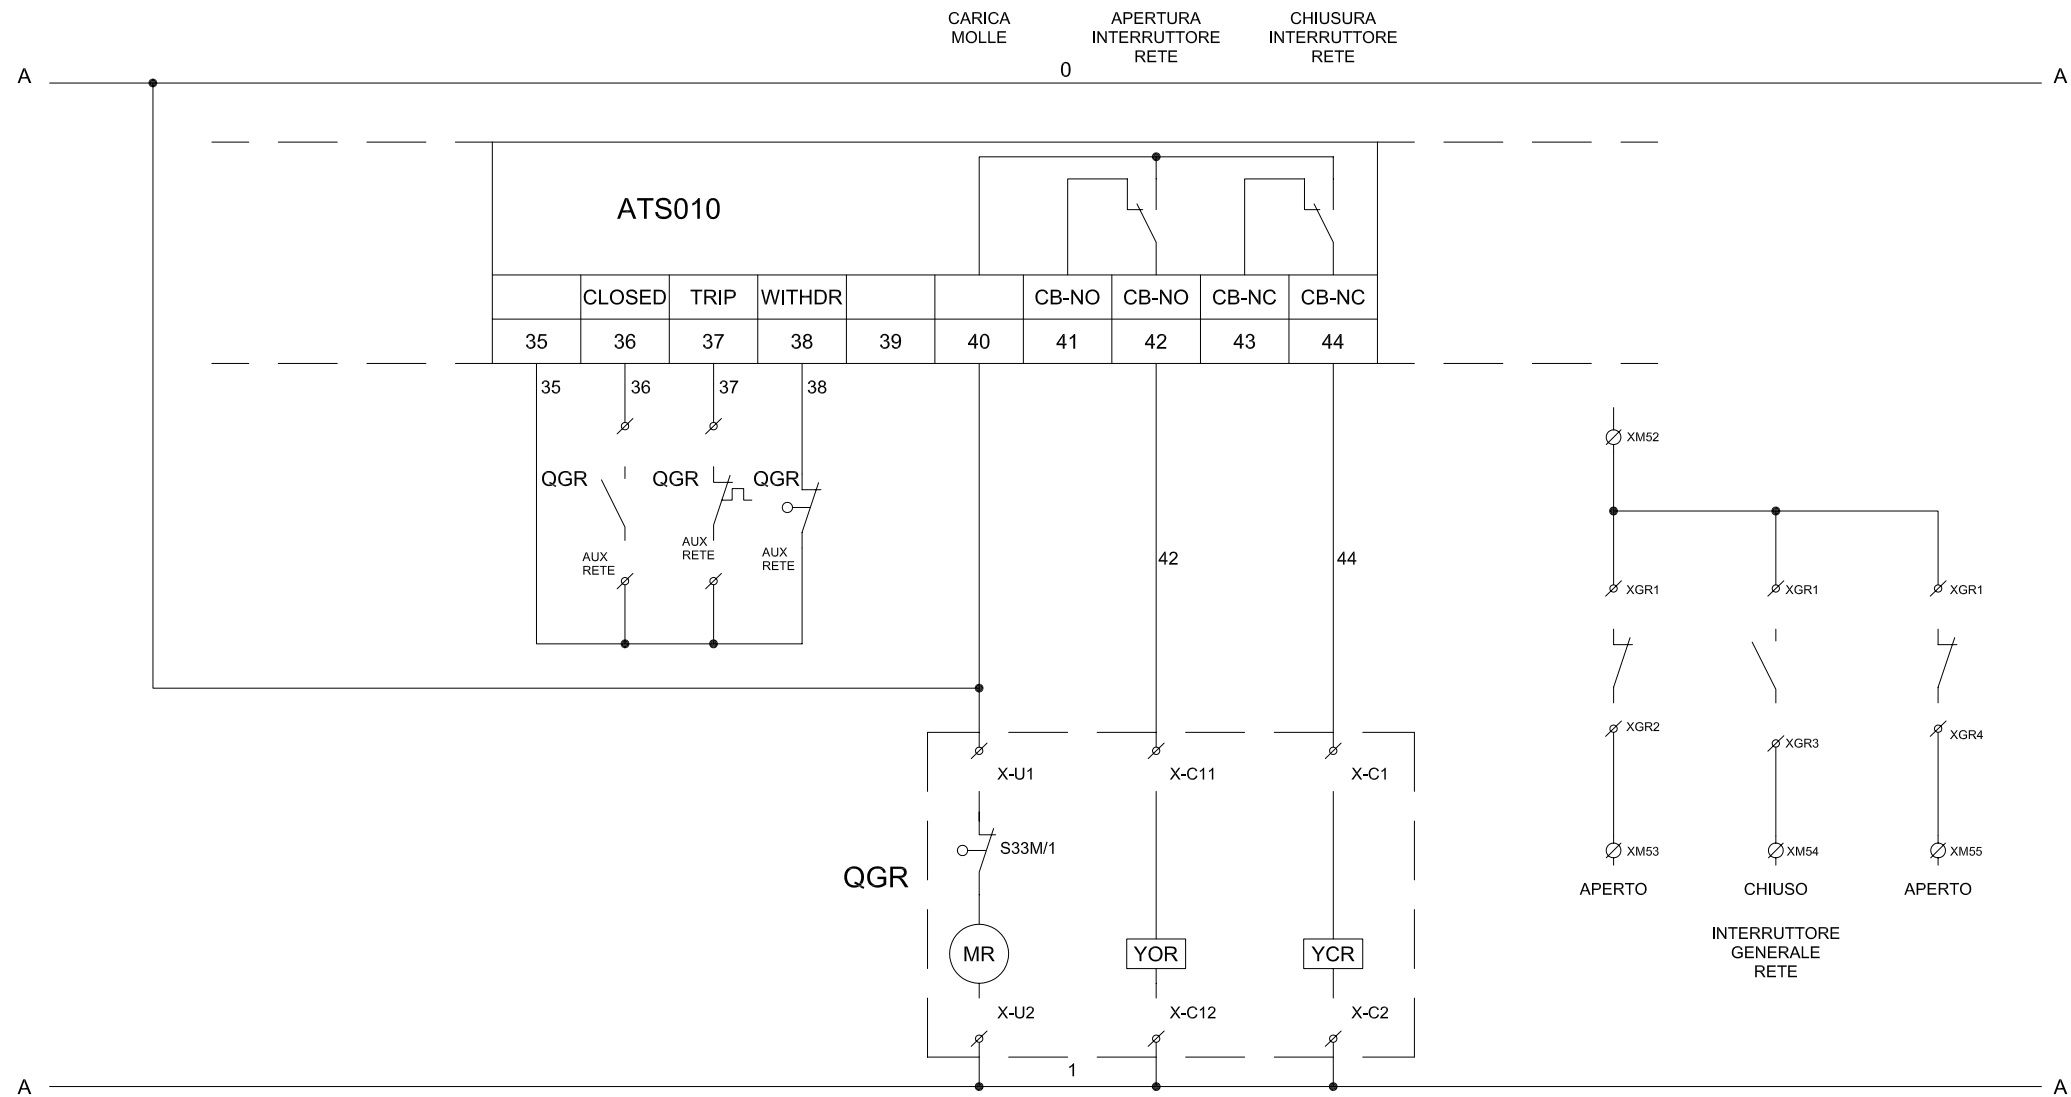 CARICA
MOLLE
APERTURA
INTERRUTTORE
RETE
CHIUSURA
INTERRUTTORE
RETE
A
0
A
ATS010
CLOSED TRIP WITHDR CB-NO CB-NO CB-NC CB-NC
35 36 37 38 39 40 41 42 43 44
35 36 37 38
XM52
QGR QGR QGR
AUX
RETE
AUX
RETE
AUX
RETE
42 44
XGR1 XGR1 XGR1
XGR2 XGR3 XGR4
X-U1 X-C11 X-C1
S33M/1
QGR
XM53 XM54 XM55
APERTO CHIUSO APERTO
INTERRUTTORE
GENERALE
RETE
MR YOR YCR
X-U2 X-C12 X-C2
1
A A